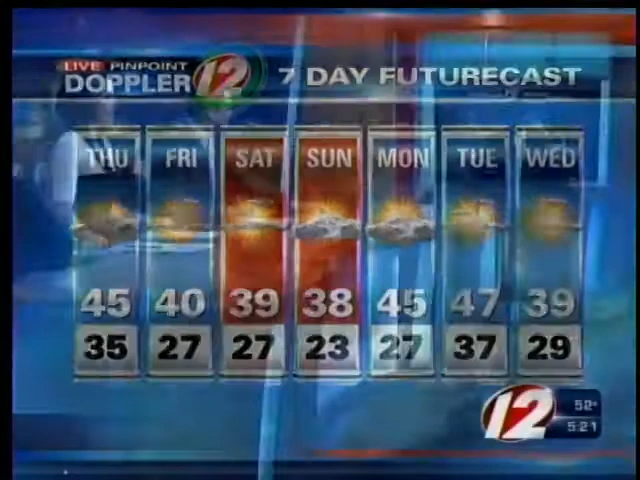 LIVE PINPOINT
DOPPLER 12
7 DAY FUTURECAST
THU FRI SAT SUN MON TUE WED
45 40 39 38 45 47 39
35 27 27 23 27 37 29
12
52°
5:21